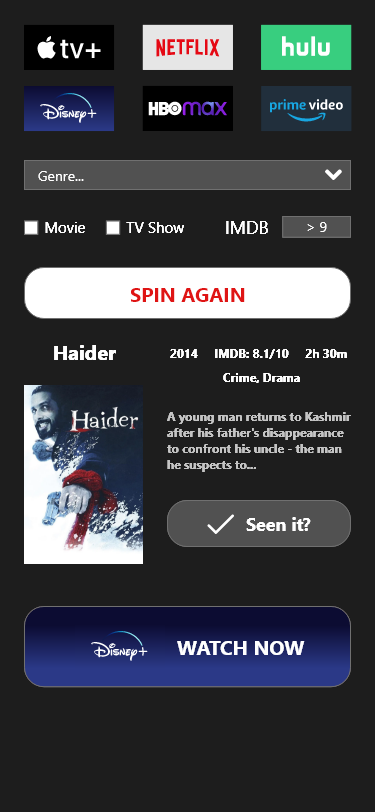 tv+
NETFLIX
hulu
Disney+
HBOmax
prime video
Genre...
Movie
TV Show
IMDB
> 9
SPIN AGAIN
Haider
2014
IMDB: 8.1/10
2h 30m
Crime, Drama
Haider
A young man returns to Kashmir
after his father's disappearance
to confront his uncle - the man
he suspects to...
Seen it?
Disney+
WATCH NOW